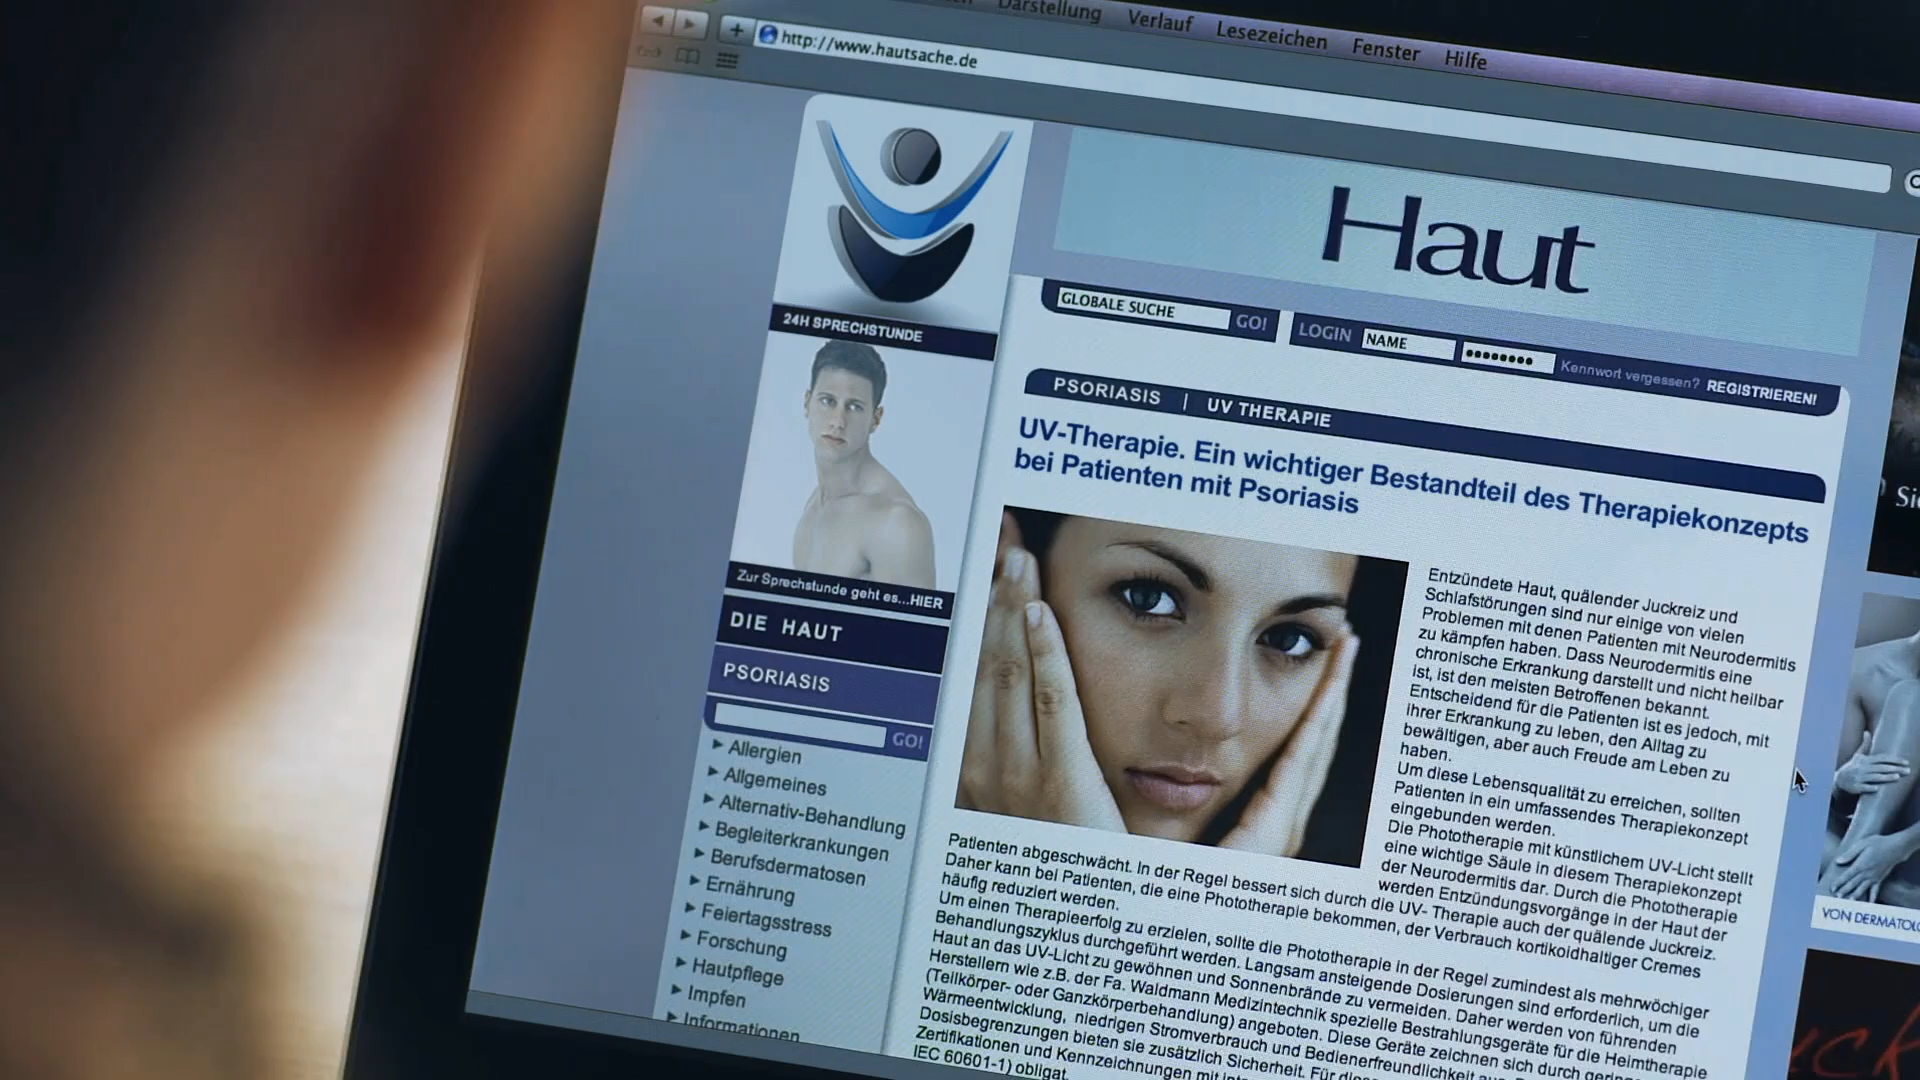 Darstellung Verlauf Lesezeichen Fenster Hilfe
http://www.hautsache.de
Haut
GLOBALE SUCHE GO! LOGIN NAME Kennwort vergessen? REGISTRIEREN!
24H SPRECHSTUNDE
Zur Sprechstunde geht es...HIER
DIE HAUT
PSORIASIS
GO!
Allergien
Allgemeines
Alternativ-Behandlung
Begleiterkrankungen
Berufsdermatosen
Ernährung
Feiertagsstress
Forschung
Hautpflege
Impfen
Informationen
PSORIASIS | UV THERAPIE
UV-Therapie. Ein wichtiger Bestandteil des Therapiekonzepts
bei Patienten mit Psoriasis
Entzündete Haut, quälender Juckreiz und
Schlafstörungen sind nur einige von vielen
Problemen mit denen Patienten mit Neurodermitis
zu kämpfen haben. Dass Neurodermitis eine
chronische Erkrankung darstellt und nicht heilbar
ist, ist den meisten Betroffenen bekannt.
Entscheidend für die Patienten ist es jedoch, mit
ihrer Erkrankung zu leben, den Alltag zu
bewältigen, aber auch Freude am Leben zu
haben.
Um diese Lebensqualität zu erreichen, sollten
Patienten in ein umfassendes Therapiekonzept
eingebunden werden.
Die Phototherapie mit künstlichem UV-Licht stellt
eine wichtige Säule in diesem Therapiekonzept
der Neurodermitis dar. Durch die Phototherapie
werden Entzündungsvorgänge in der Haut der
Patienten abgeschwächt. In der Regel bessert sich durch die UV- Therapie auch der quälende Juckreiz.
Daher kann bei Patienten, die eine Phototherapie bekommen, der Verbrauch kortikoidhaltiger Cremes
häufig reduziert werden.
Um einen Therapieerfolg zu erzielen, sollte die Phototherapie in der Regel zumindest als mehrwöchiger
Behandlungszyklus durchgeführt werden. Langsam ansteigende Dosierungen sind erforderlich, um die
Haut an das UV-Licht zu gewöhnen und Sonnenbrände zu vermeiden. Daher werden von führenden
Herstellern wie z.B. der Fa. Waldmann Medizintechnik spezielle Bestrahlungsgeräte für die Heimtherapie
(Teilkörper- oder Ganzkörperbehandlung) angeboten. Diese Geräte zeichnen sich durch
Wärmeentwicklung, niedrigen Stromverbrauch und Bedienerfreundlichkeit
Dosisbegrenzungen bieten sie zusätzlich Sicherheit. Für
Zertifikationen und Kennzeichnungen mit
IEC 60601-1) obligat.
VON